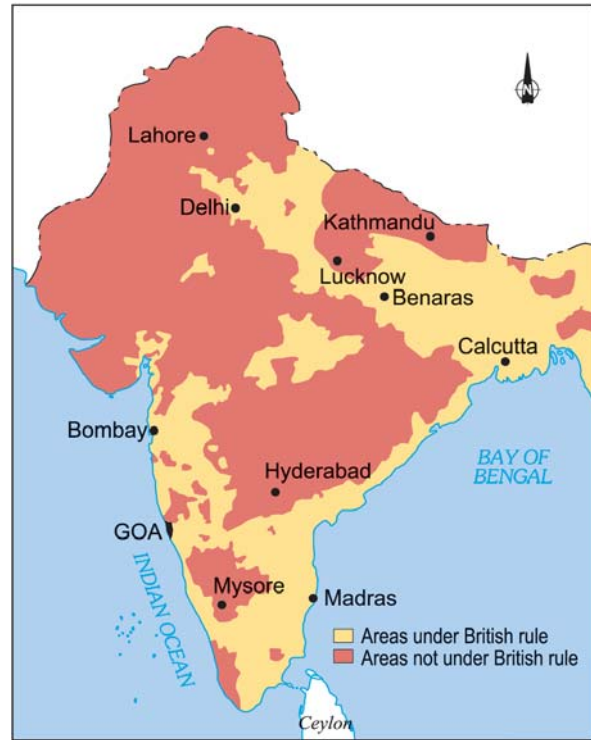 N
Lahore
Delhi
Kathmandu
Lucknow
Benaras
Calcutta
Bombay
Hyderabad
BAY OF
BENGAL
GOA
INDIAN OCEAN
Mysore
Madras
Areas under British rule
Areas not under British rule
Ceylon